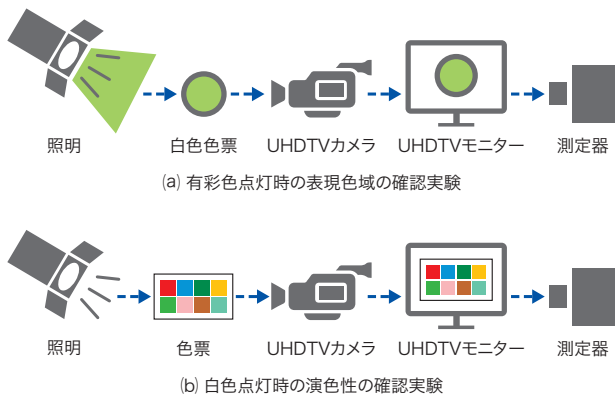 照明 白色色票 UHDTVカメラ UHDTVモニター 測定器
(a) 有彩色点灯時の表現色域の確認実験
照明 色票 UHDTVカメラ UHDTVモニター 測定器
(b) 白色点灯時の演色性の確認実験